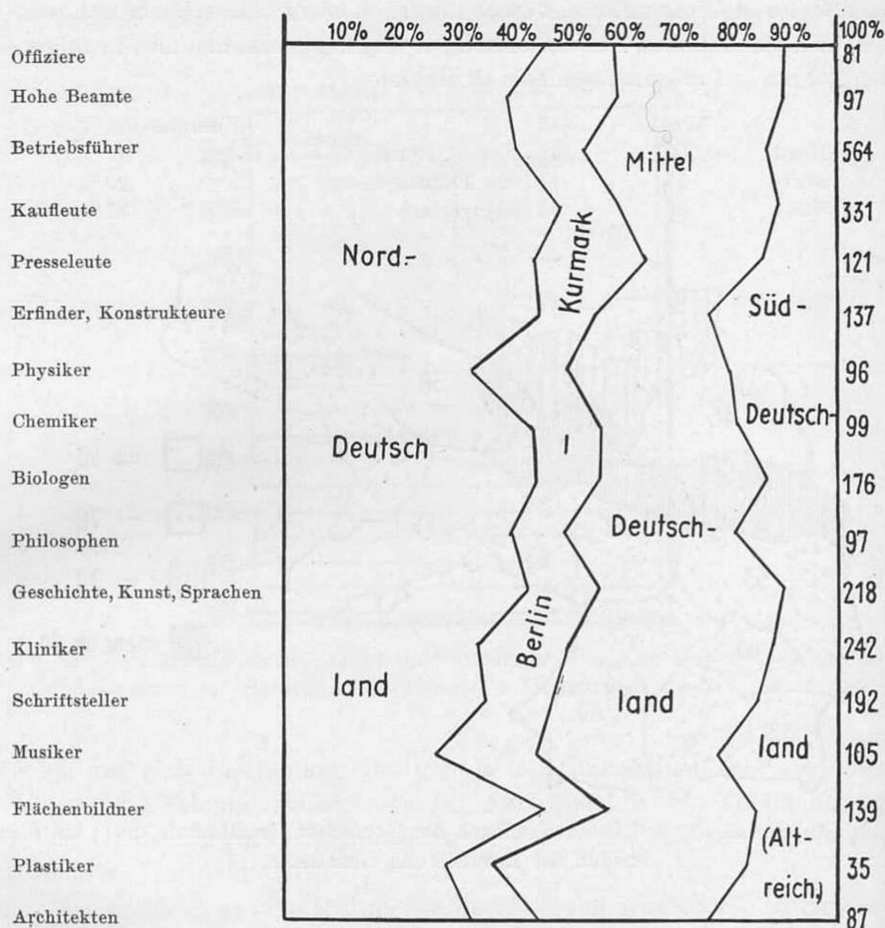 10% 20% 30% 40% 50% 60% 70% 80% 90% 100%
Offiziere 81
Hohe Beamte 97
Betriebsführer Mittel 564
Kaufleute 331
Kurmark
Presseleute Nord.- 121
Erfinder, Konstrukteure Süd- 137
Physiker 96
Chemiker Deutsch- 99
Deutsch I
Biologen 176
Philosophen Deutsch- 97
Geschichte, Kunst, Sprachen 218
Berlin
Kliniker 242
Schriftsteller land land 192
Musiker land 105
Flächenbildner 139
(Alt-
Plastiker 35
reich,)
Architekten 87